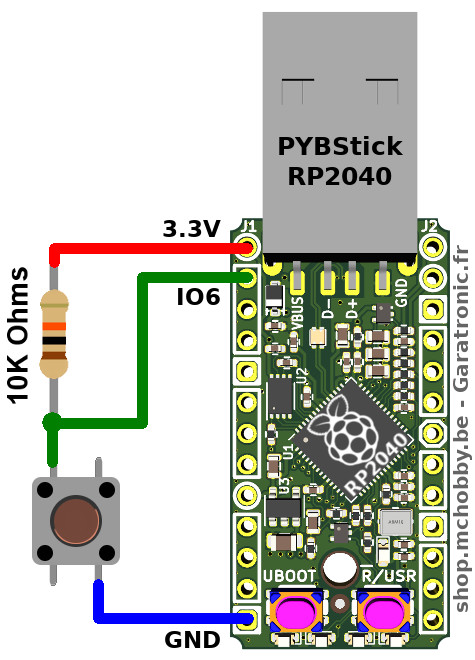 PYBStick
RP2040
3.3V
J1
J2
IO6
VBUS
D-
D+
GND
10K Ohms
U2
U1
RP2040
U3
ABM10
UBOOT
R/USR
GND
shop.mchobby.be - Garatronic.fr